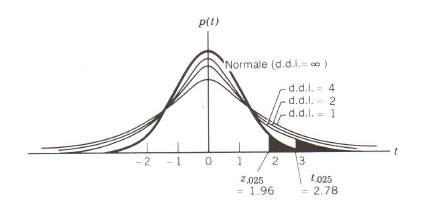 p(t)
Normale (d.d.l. = ∞ )
d.d.l. = 4
d.d.l. = 2
d.d.l. = 1
-2 -1 0 1 2 3 t
z.025 t.025
= 1.96 = 2.78